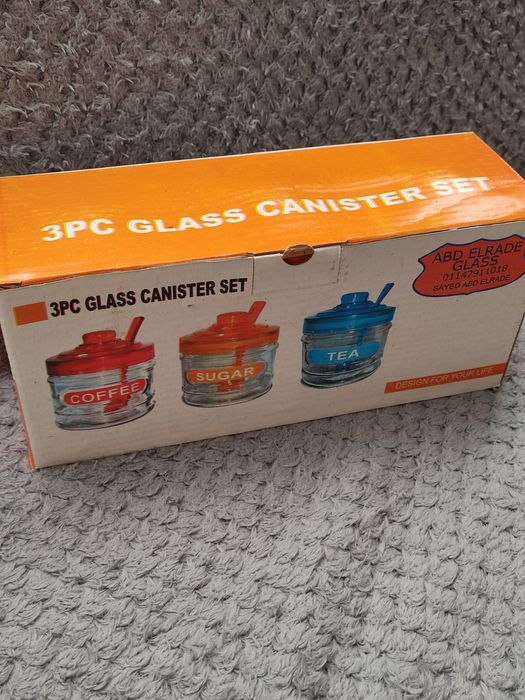 3PC GLASS CANISTER SET
3PC GLASS CANISTER SET
ABD ELRADE
GLASS
01147911018
SAYED ABD ELRADE
COFFEE
SUGAR
TEA
DESIGN FOR YOUR LIFE